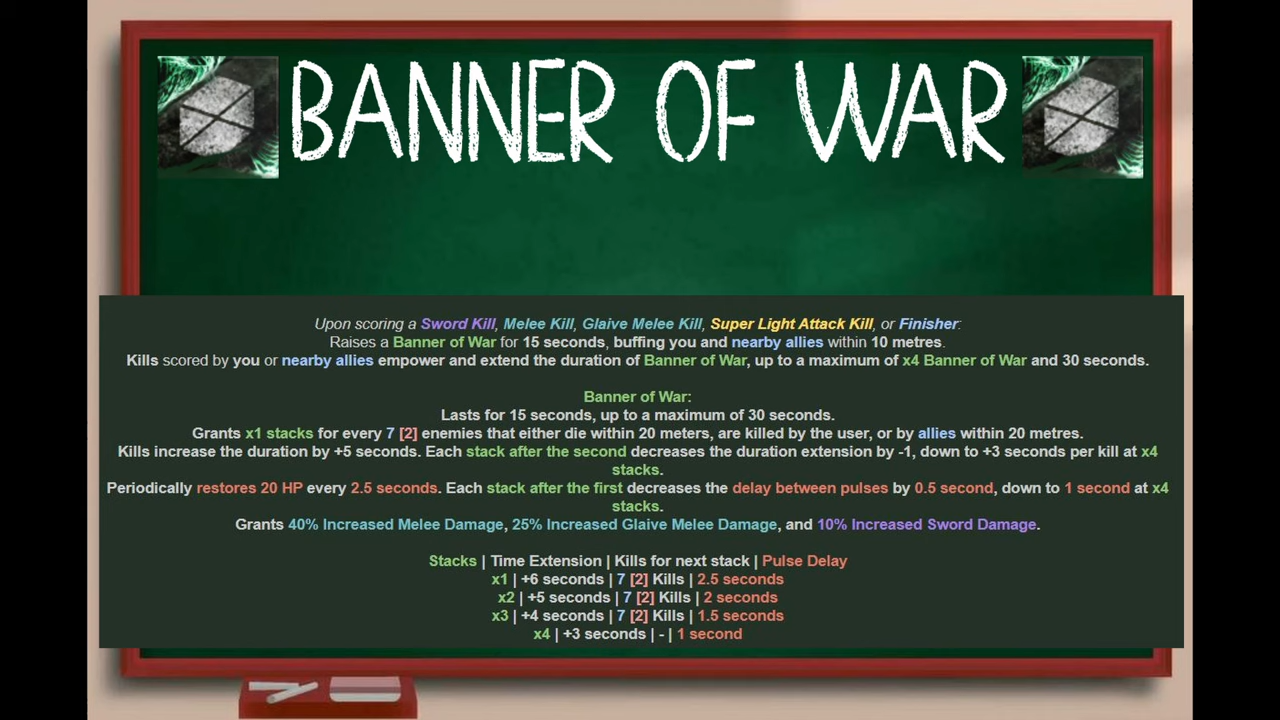 BANNER OF WAR
Upon scoring a Sword Kill, Melee Kill, Glaive Melee Kill, Super Light Attack Kill, or Finisher:
Raises a Banner of War for 15 seconds, buffing you and nearby allies within 10 metres.
Kills scored by you or nearby allies empower and extend the duration of Banner of War, up to a maximum of x4 Banner of War and 30 seconds.
Banner of War:
Lasts for 15 seconds, up to a maximum of 30 seconds.
Grants x1 stacks for every 7 [2] enemies that either die within 20 meters, are killed by the user, or by allies within 20 metres.
Kills increase the duration by +5 seconds. Each stack after the second decreases the duration extension by -1, down to +3 seconds per kill at x4
stacks.
Periodically restores 20 HP every 2.5 seconds. Each stack after the first decreases the delay between pulses by 0.5 second, down to 1 second at x4
stacks.
Grants 40% Increased Melee Damage, 25% Increased Glaive Melee Damage, and 10% Increased Sword Damage.
Stacks | Time Extension | Kills for next stack | Pulse Delay
x1 | +6 seconds | 7 [2] Kills | 2.5 seconds
x2 | +5 seconds | 7 [2] Kills | 2 seconds
x3 | +4 seconds | 7 [2] Kills | 1.5 seconds
x4 | +3 seconds | - | 1 second